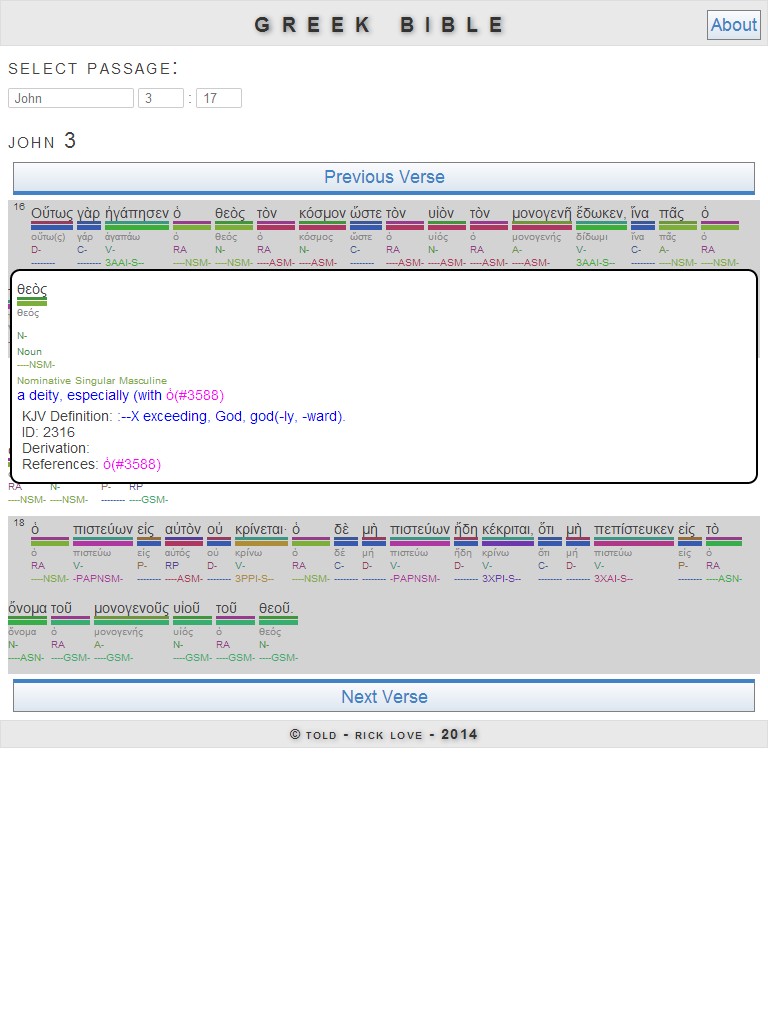 GREEK BIBLE
About
SELECT PASSAGE:
John 3 : 17
JOHN 3
Previous Verse
16 Οὕτως γὰρ ἠγάπησεν ὁ θεὸς τὸν κόσμον ὥστε τὸν υἱὸν τὸν μονογενῆ ἔδωκεν, ἵνα πᾶς ὁ
οὕτω(ς) γάρ ἀγαπάω ὁ θεός ὁ κόσμος ὥστε ὁ υἱός ὁ μονογενής δίδωμι ἵνα πᾶς ὁ
D- C- V- RA N- RA N- C- RA N- RA A- V- C- A- RA
-------- -------- 3AAI-S-- ----NSM- ----NSM- ----ASM- ----ASM- -------- ----ASM- ----ASM- ----ASM- ----ASM- 3AAI-S-- -------- ----NSM- ----NSM-
θεὸς
θεός
N-
Noun
----NSM-
Nominative Singular Masculine
a deity, especially (with ὁ(#3588)
KJV Definition: :--X exceeding, God, god(-ly, -ward).
ID: 2316
Derivation:
References: ὁ(#3588)
RA N- P- RP
----NSM- ----NSM- -------- ----GSM-
18 ὁ πιστεύων εἰς αὐτὸν οὐ κρίνεται· ὁ δὲ μὴ πιστεύων ἤδη κέκριται, ὅτι μὴ πεπίστευκεν εἰς τὸ
ὁ πιστεύω εἰς αὐτός οὐ κρίνω ὁ δέ μή πιστεύω ἤδη κρίνω ὅτι μή πιστεύω εἰς ὁ
RA V- P- RP D- V- RA C- D- V- D- V- C- D- V- P- RA
----NSM- -PAPNSM- -------- ----ASM- -------- 3PPI-S-- ----NSM- -------- -------- -PAPNSM- -------- 3XPI-S-- -------- -------- 3XAI-S-- -------- ----ASN-
ὄνομα τοῦ μονογενοῦς υἱοῦ τοῦ θεοῦ.
ὄνομα ὁ μονογενής υἱός ὁ θεός
N- RA A- N- RA N-
----ASN- ----GSM- ----GSM- ----GSM- ----GSM- ----GSM-
Next Verse
© TOLD - RICK LOVE - 2014